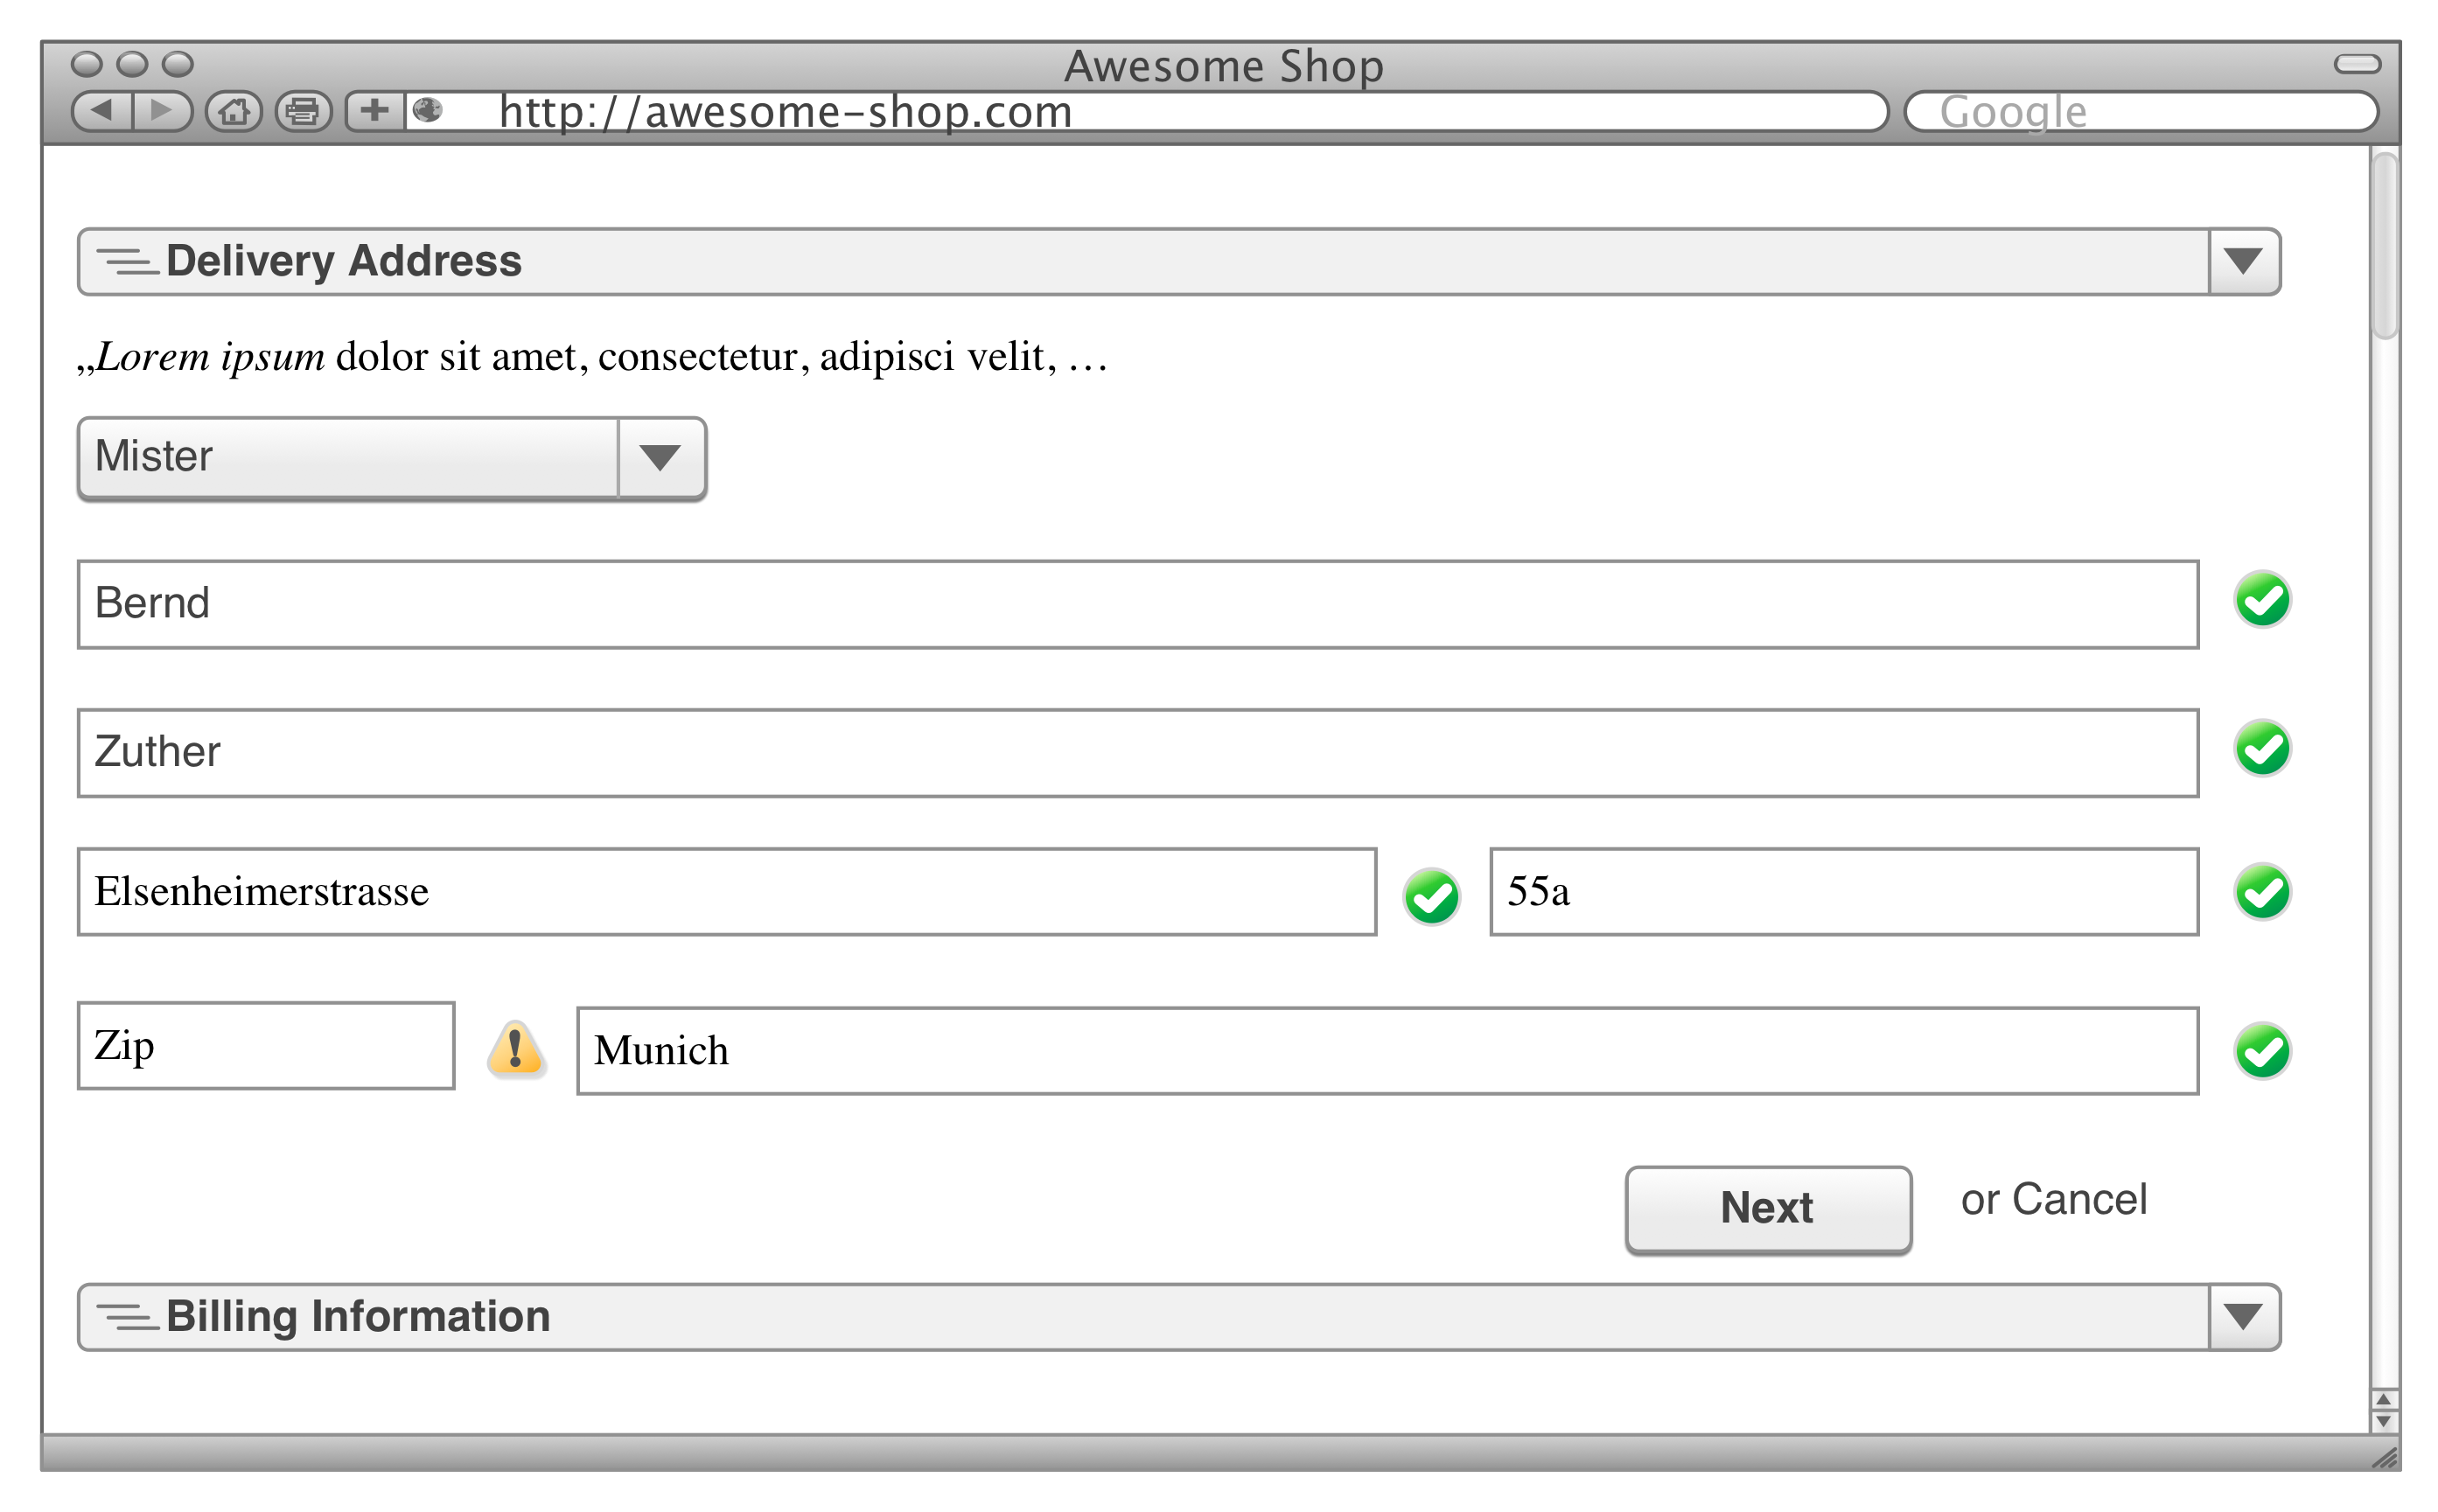 Awesome Shop
http://awesome-shop.com
Google
Delivery Address
„Lorem ipsum dolor sit amet, consectetur, adipisci velit, …
Mister
Bernd
Zuther
Elsenheimerstrasse
55a
Zip
Munich
Next
or Cancel
Billing Information